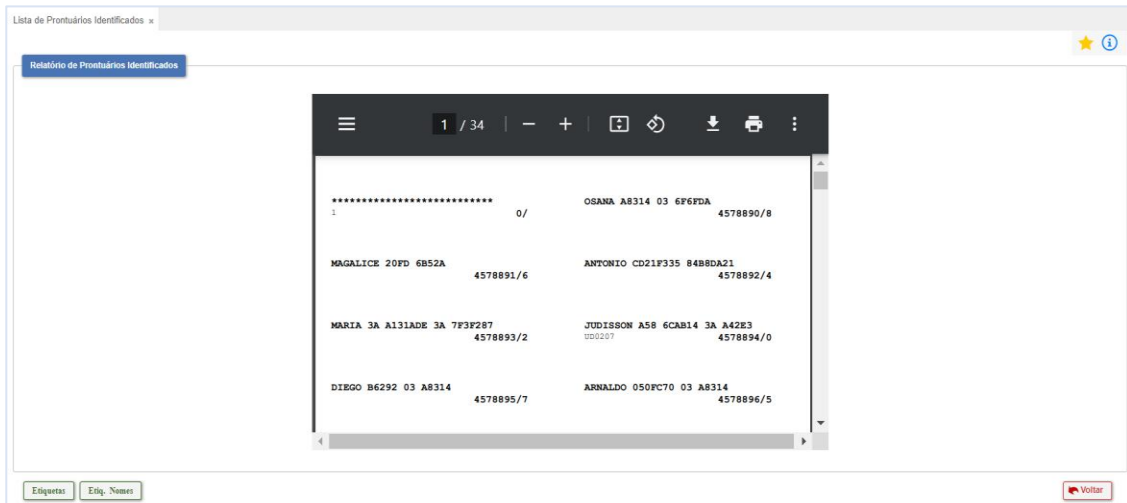 Lista de Prontuários Identificados ×
Relatório de Prontuários Identificados
1 / 34
***************************
1 0/
OSANA A8314 03 6F6FDA
4578890/8
MAGALICE 20FD 6B52A
4578891/6
ANTONIO CD21F335 84B8DA21
4578892/4
MARIA 3A A131ADE 3A 7F3F287
4578893/2
JUDISSON A58 6CAB14 3A A42E3
UD0207 4578894/0
DIEGO B6292 03 A8314
4578895/7
ARNALDO 050FC70 03 A8314
4578896/5
Etiquetas Etiq. Nomes Voltar